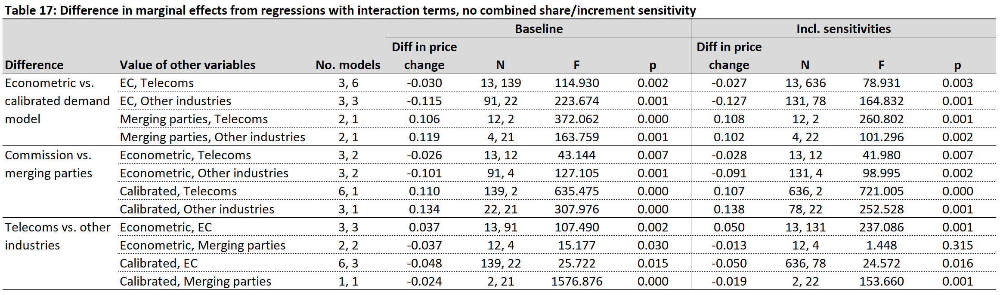 Table 17: Difference in marginal effects from regressions with interaction terms, no combined share/increment sensitivity
Baseline Incl. sensitivities
Diff in price Diff in price
Difference Value of other variables No. models change N F p change N F p
Econometric vs. EC, Telecoms 3, 6 -0.030 13, 139 114.930 0.002 -0.027 13, 636 78.931 0.003
calibrated demand EC, Other industries 3, 3 -0.115 91, 22 223.674 0.001 -0.127 131, 78 164.832 0.001
model Merging parties, Telecoms 2, 1 0.106 12, 2 372.062 0.000 0.108 12, 2 260.802 0.001
Merging parties, Other industries 2, 1 0.119 4, 21 163.759 0.001 0.102 4, 22 101.296 0.002
Commission vs. Econometric, Telecoms 3, 2 -0.026 13, 12 43.144 0.007 -0.028 13, 12 41.980 0.007
merging parties Econometric, Other industries 3, 2 -0.101 91, 4 127.105 0.001 -0.091 131, 4 98.995 0.002
Calibrated, Telecoms 6, 1 0.110 139, 2 635.475 0.000 0.107 636, 2 721.005 0.000
Calibrated, Other industries 3, 1 0.134 22, 21 307.976 0.000 0.138 78, 22 252.528 0.001
Telecoms vs. other Econometric, EC 3, 3 0.037 13, 91 107.490 0.002 0.050 13, 131 237.086 0.001
industries Econometric, Merging parties 2, 2 -0.037 12, 4 15.177 0.030 -0.013 12, 4 1.448 0.315
Calibrated, EC 6, 3 -0.048 139, 22 25.722 0.015 -0.050 636, 78 24.572 0.016
Calibrated, Merging parties 1, 1 -0.024 2, 21 1576.876 0.000 -0.019 2, 22 153.660 0.001